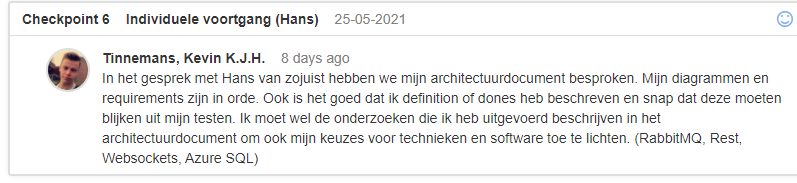 Checkpoint 6 Individuele voortgang (Hans) 25-05-2021
Tinnemans, Kevin K.J.H. 8 days ago
In het gesprek met Hans van zojuist hebben we mijn architectuurdocument besproken. Mijn diagrammen en
requirements zijn in orde. Ook is het goed dat ik definition of dones heb beschreven en snap dat deze moeten
blijken uit mijn testen. Ik moet wel de onderzoeken die ik heb uitgevoerd beschrijven in het
architectuurdocument om ook mijn keuzes voor technieken en software toe te lichten. (RabbitMQ, Rest,
Websockets, Azure SQL)